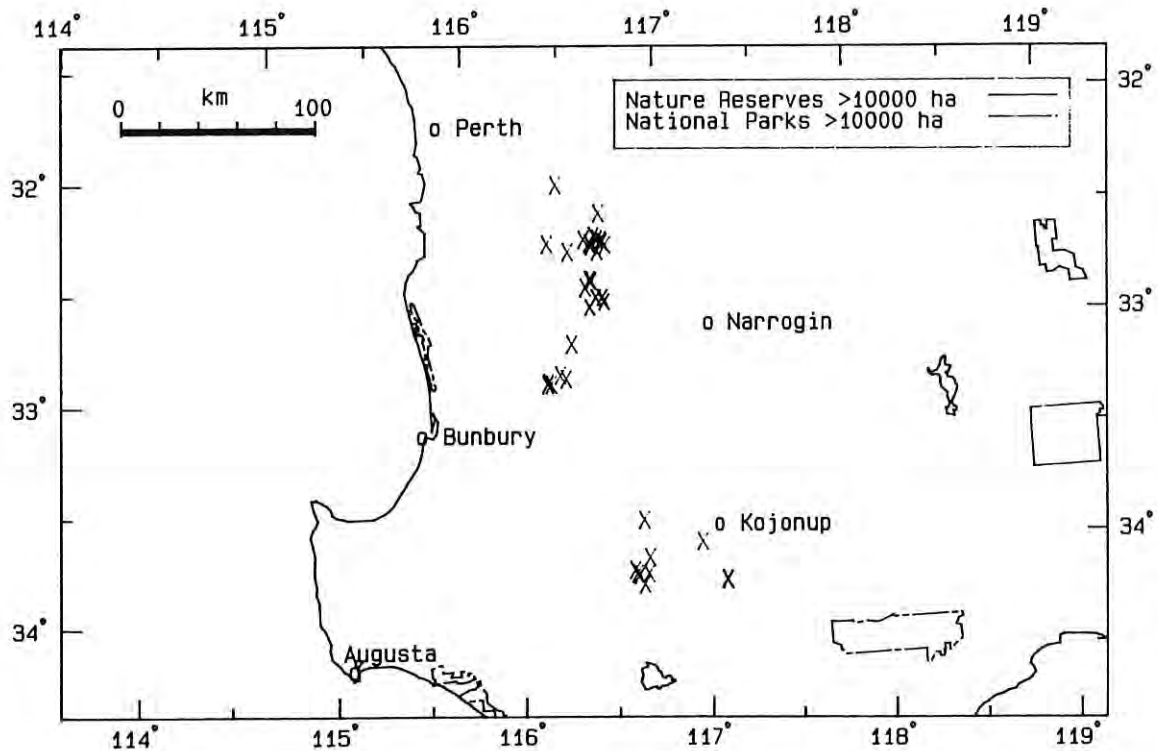 114° 115° 116° 117° 118° 119°
0 km 100
Nature Reserves >10000 ha
National Parks >10000 ha
32°
o Perth
32°
33°
o Narrogin
33°
o Bunbury
o Kojonup
34°
34°
Augusta
114° 115° 116° 117° 118° 119°